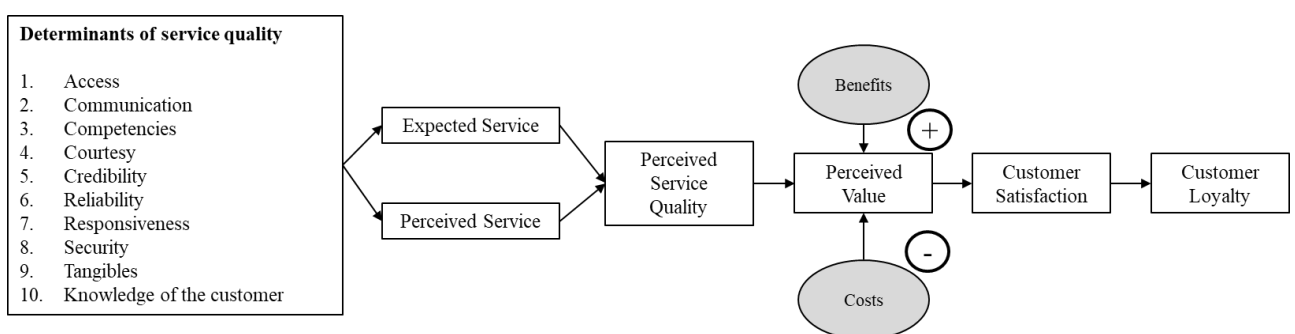 Determinants of service quality
1. Access
2. Communication
3. Competencies
4. Courtesy
5. Credibility
6. Reliability
7. Responsiveness
8. Security
9. Tangibles
10. Knowledge of the customer
Expected Service
Perceived Service
Perceived
Service
Quality
Benefits
+
Perceived
Value
-
Costs
Customer
Satisfaction
Customer
Loyalty